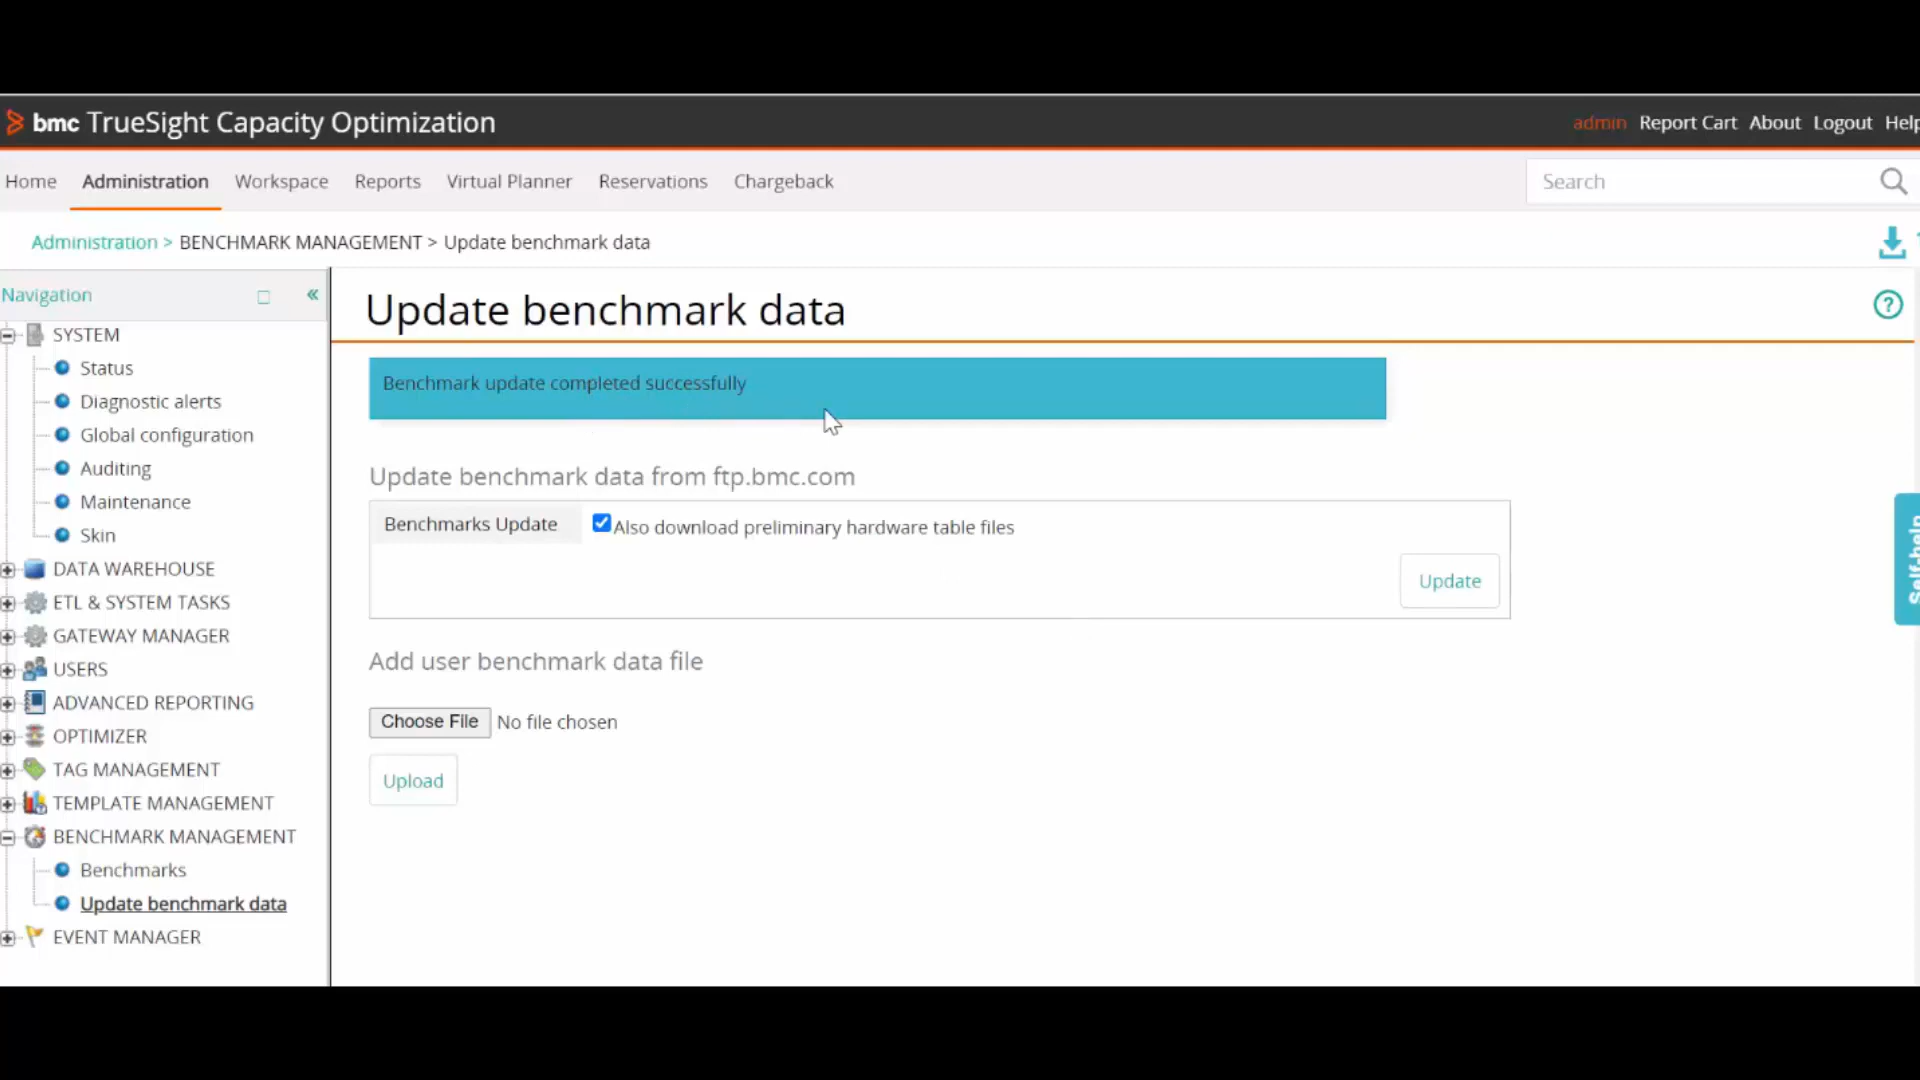 bmc TrueSight Capacity Optimization
admin Report Cart About Logout Help
Home Administration Workspace Reports Virtual Planner Reservations Chargeback
Search
Administration > BENCHMARK MANAGEMENT > Update benchmark data
Navigation «
SYSTEM
Status
Diagnostic alerts
Global configuration
Auditing
Maintenance
Skin
DATA WAREHOUSE
ETL & SYSTEM TASKS
GATEWAY MANAGER
USERS
ADVANCED REPORTING
OPTIMIZER
TAG MANAGEMENT
TEMPLATE MANAGEMENT
BENCHMARK MANAGEMENT
Benchmarks
Update benchmark data
EVENT MANAGER
Update benchmark data
Benchmark update completed successfully
Update benchmark data from ftp.bmc.com
Benchmarks Update Also download preliminary hardware table files
Update
Add user benchmark data file
Choose File No file chosen
Upload
Self-help